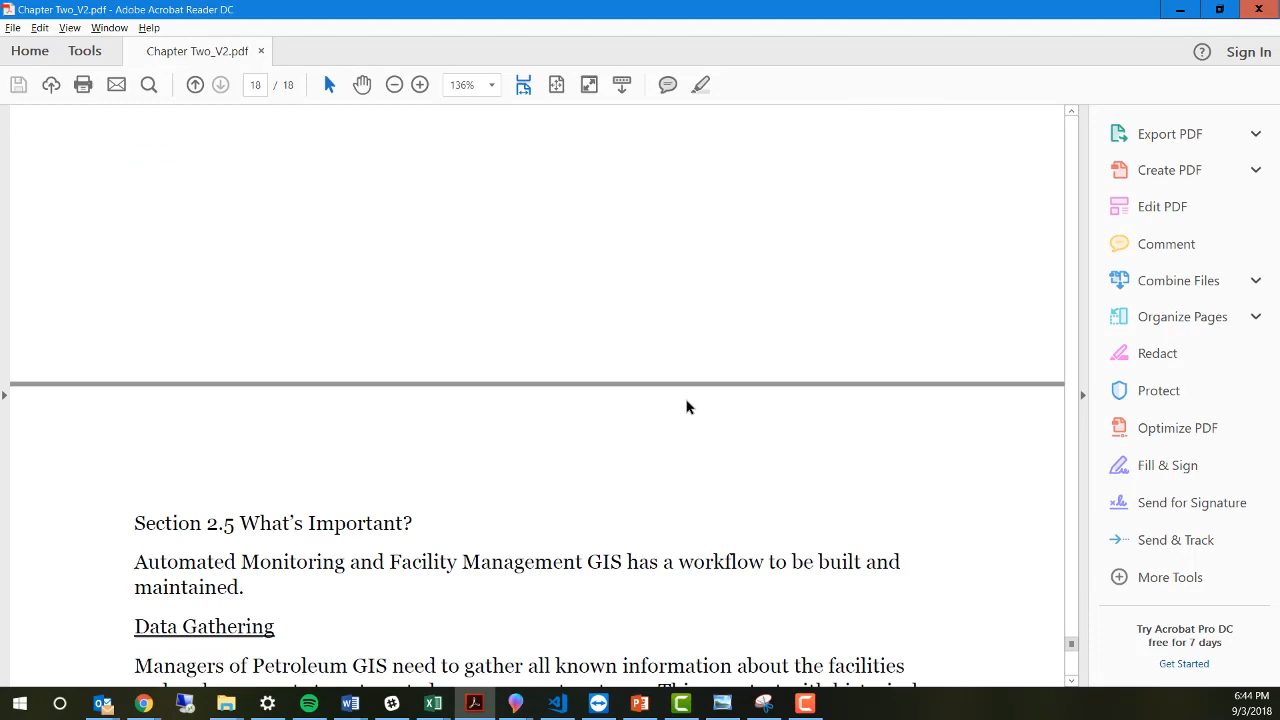 Chapter Two_V2.pdf - Adobe Acrobat Reader DC
File Edit View Window Help
Home Tools Chapter Two_V2.pdf × Sign In
18 / 18 136%
Export PDF
Create PDF
Edit PDF
Comment
Combine Files
Organize Pages
Redact
Protect
Optimize PDF
Fill & Sign
Send for Signature
Send & Track
More Tools
Try Acrobat Pro DC
free for 7 days
Get Started
Section 2.5 What's Important?
Automated Monitoring and Facility Management GIS has a workflow to be built and
maintained.
Data Gathering
Managers of Petroleum GIS need to gather all known information about the facilities
6:44 PM
9/3/2018